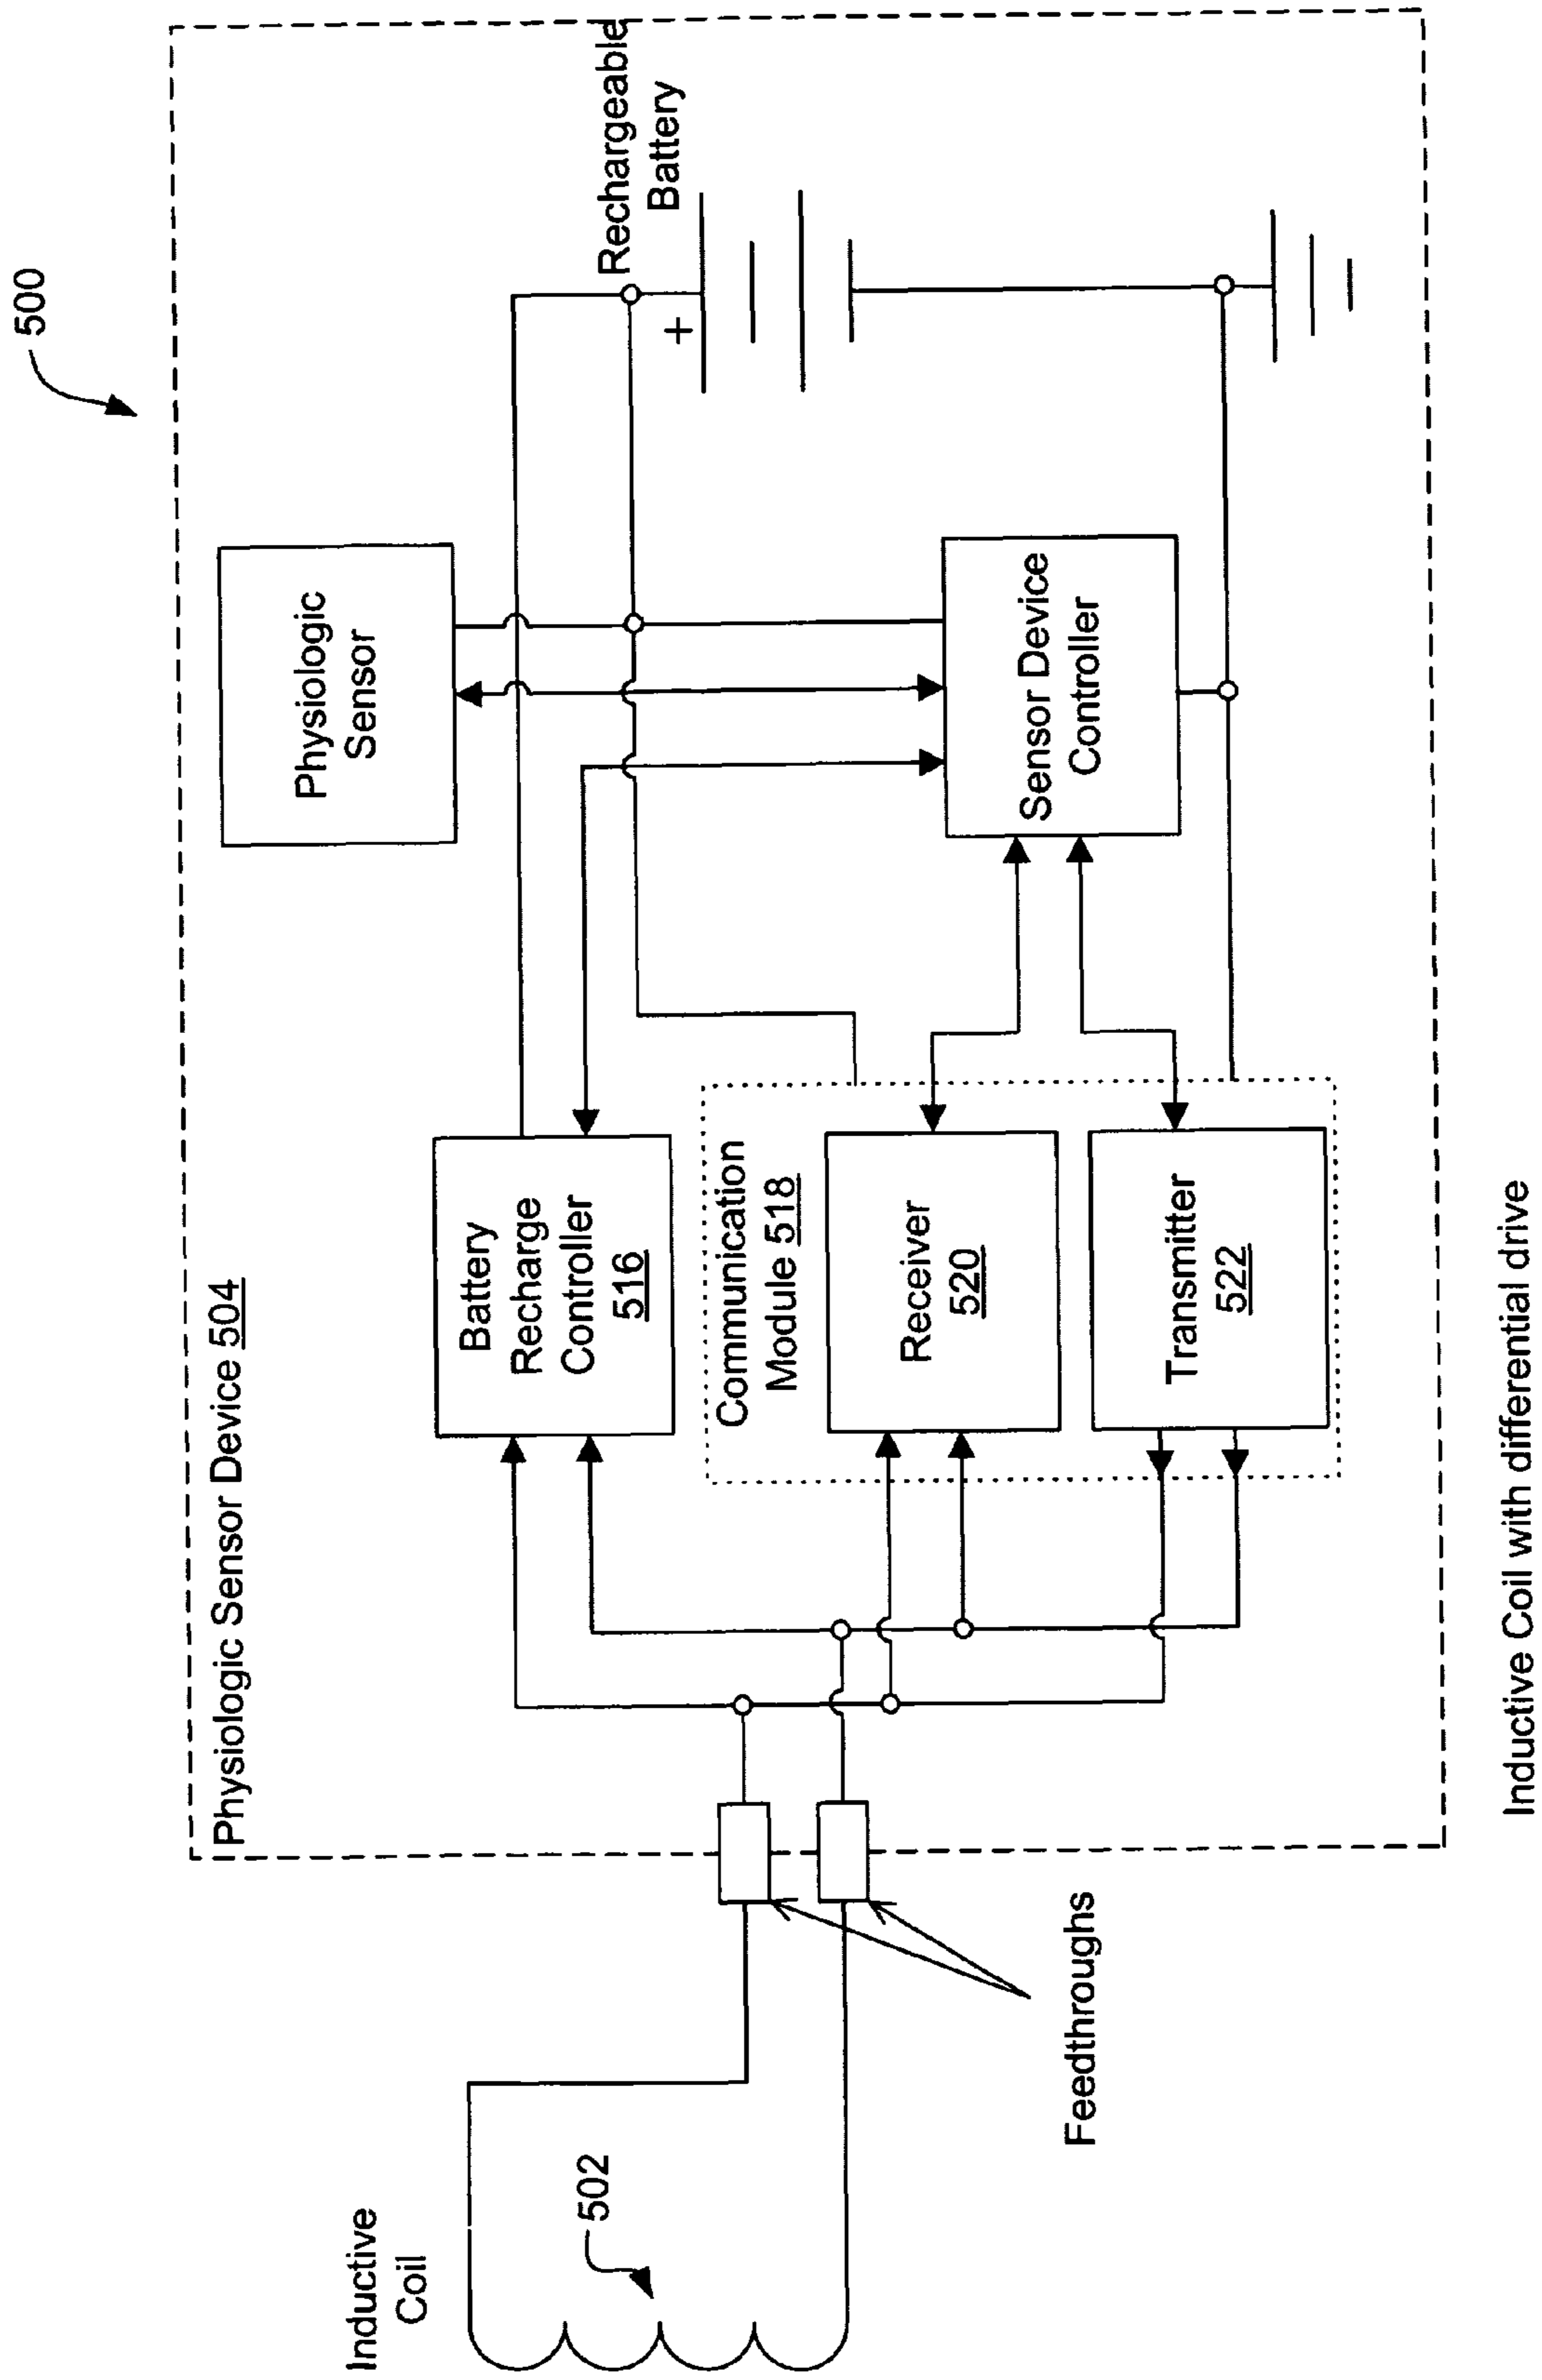 500
Physiologic Sensor Device 504
Physiologic
Sensor
Rechargeable
Battery
+
Battery
Recharge
Controller
516
Communication
Module 518
Receiver
520
Transmitter
522
Sensor Device
Controller
Inductive
Coil
502
Feedthroughs
Inductive Coil with differential drive